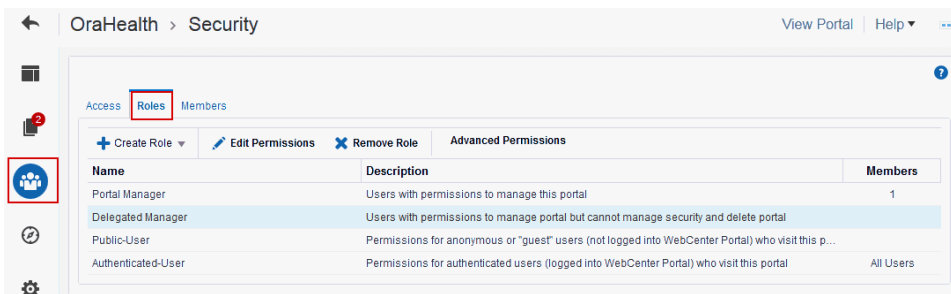 OraHealth > Security View Portal Help
Access Roles Members
2
Create Role Edit Permissions Remove Role Advanced Permissions
Name Description Members
Portal Manager Users with permissions to manage this portal 1
Delegated Manager Users with permissions to manage portal but cannot manage security and delete portal
Public-User Permissions for anonymous or "guest" users (not logged into WebCenter Portal) who visit this p...
Authenticated-User Permissions for authenticated users (logged into WebCenter Portal) who visit this portal All Users